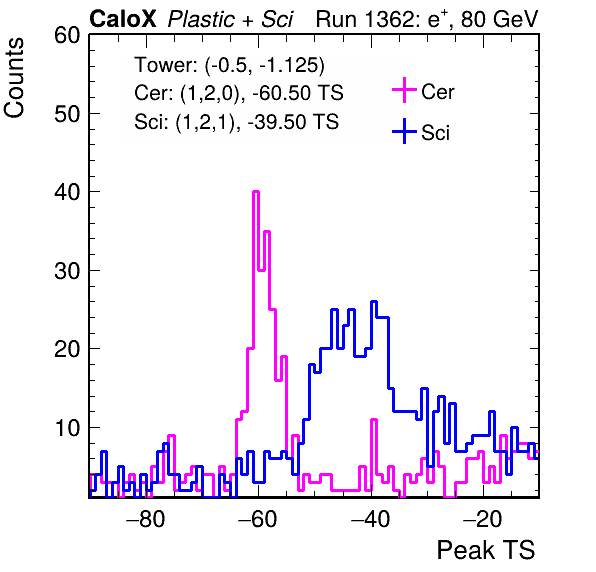 CaloX Plastic + Sci Run 1362: e⁺, 80 GeV
Counts
60
50
40
30
20
10
Tower: (-0.5, -1.125)
Cer: (1,2,0), -60.50 TS
Sci: (1,2,1), -39.50 TS
Cer
Sci
−80 −60 −40 −20
Peak TS